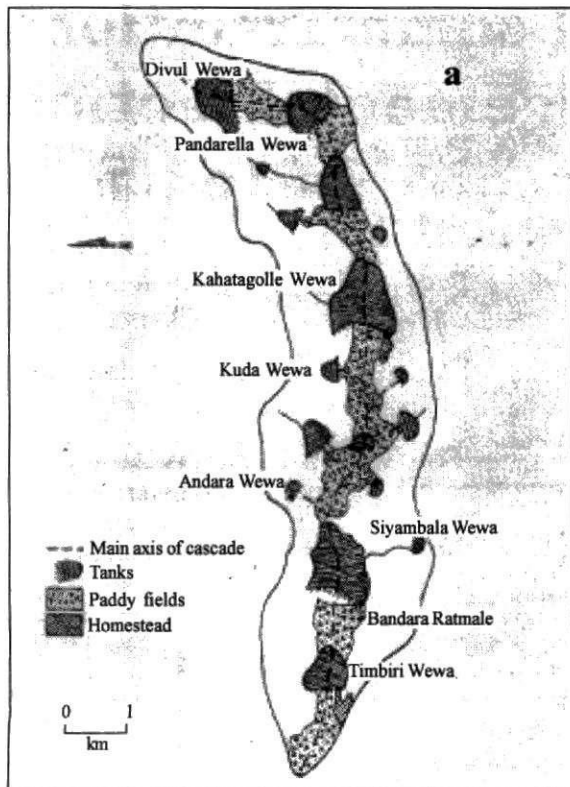 a
Divul Wewa
Pandarella Wewa
Kahatagolle Wewa
Kuda Wewa
Andara Wewa
Siyambala Wewa
Main axis of cascade
Tanks
Paddy fields
Homestead
Bandara Ratmale
Timbiri Wewa
0 1
km